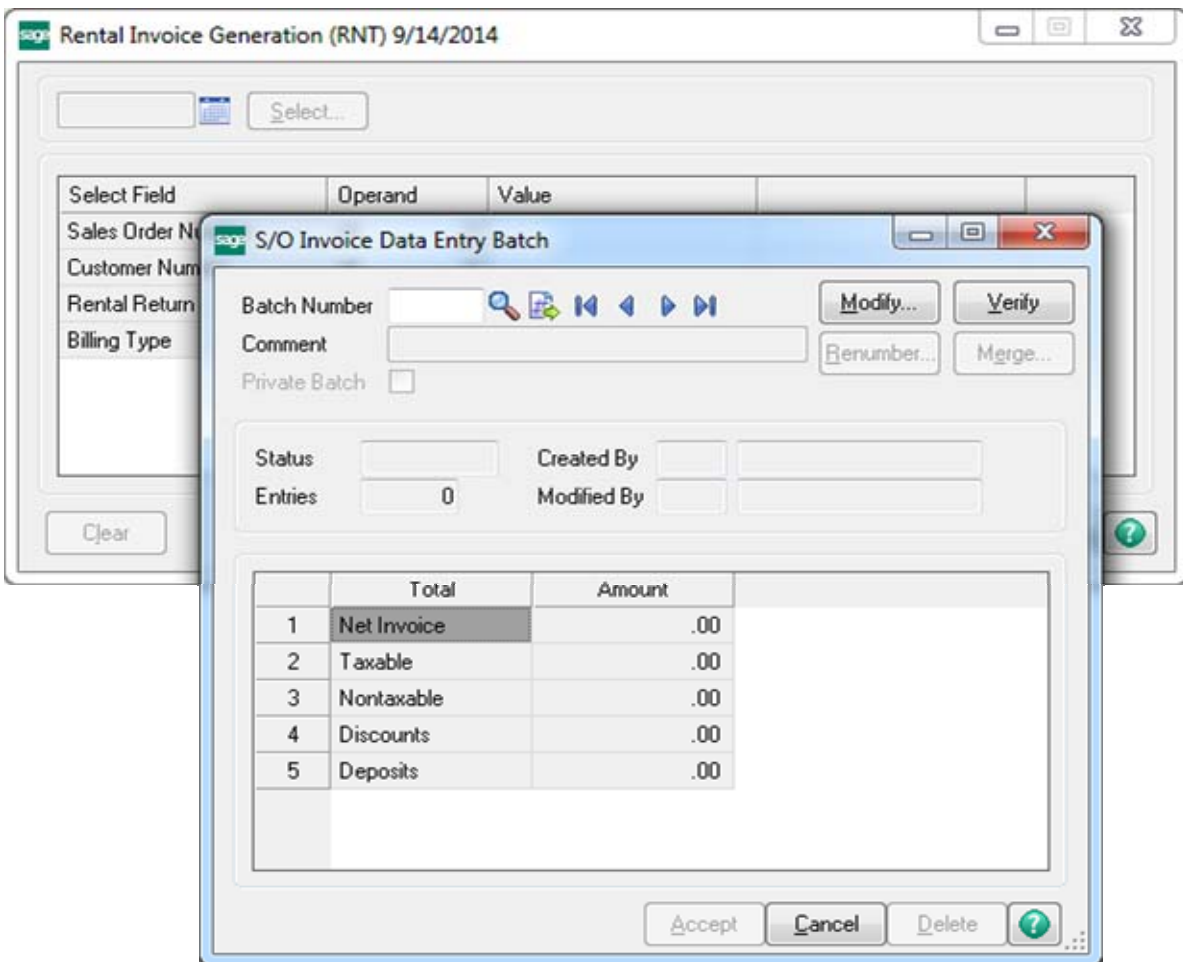 sage Rental Invoice Generation (RNT) 9/14/2014
Select...
Select Field Operand Value
Sales Order Nu
Customer Num
Rental Return
Billing Type
Clear
sage S/O Invoice Data Entry Batch
Batch Number Modify... Verify
Comment Renumber... Merge...
Private Batch
Status Created By
Entries 0 Modified By
Total Amount
1 Net Invoice .00
2 Taxable .00
3 Nontaxable .00
4 Discounts .00
5 Deposits .00
Accept Cancel Delete